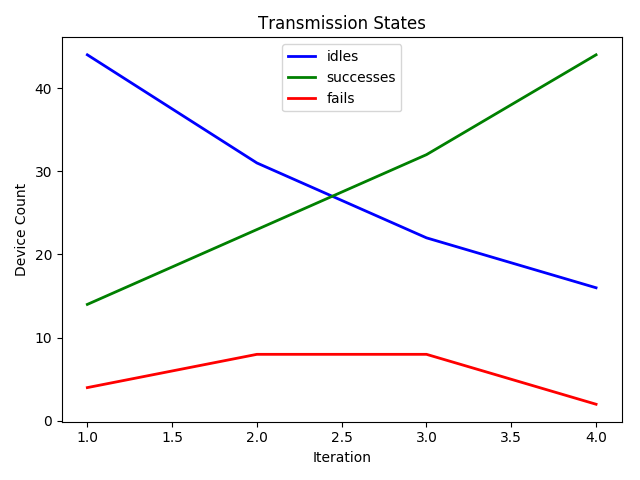 Transmission States
idles
successes
fails
Device Count
40
30
20
10
0
1.0 1.5 2.0 2.5 3.0 3.5 4.0
Iteration